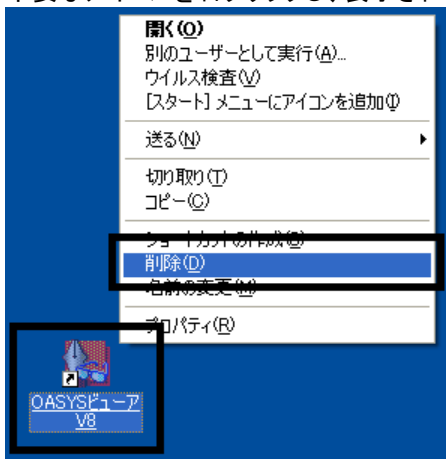 開く(O)
別のユーザーとして実行(A)...
ウイルス検査(V)
[スタート] メニューにアイコンを追加(I)
送る(N)
切り取り(T)
コピー(C)
ショートカットの作成(S)
削除(D)
名前の変更(M)
プロパティ(R)
OASYSビューア
V8